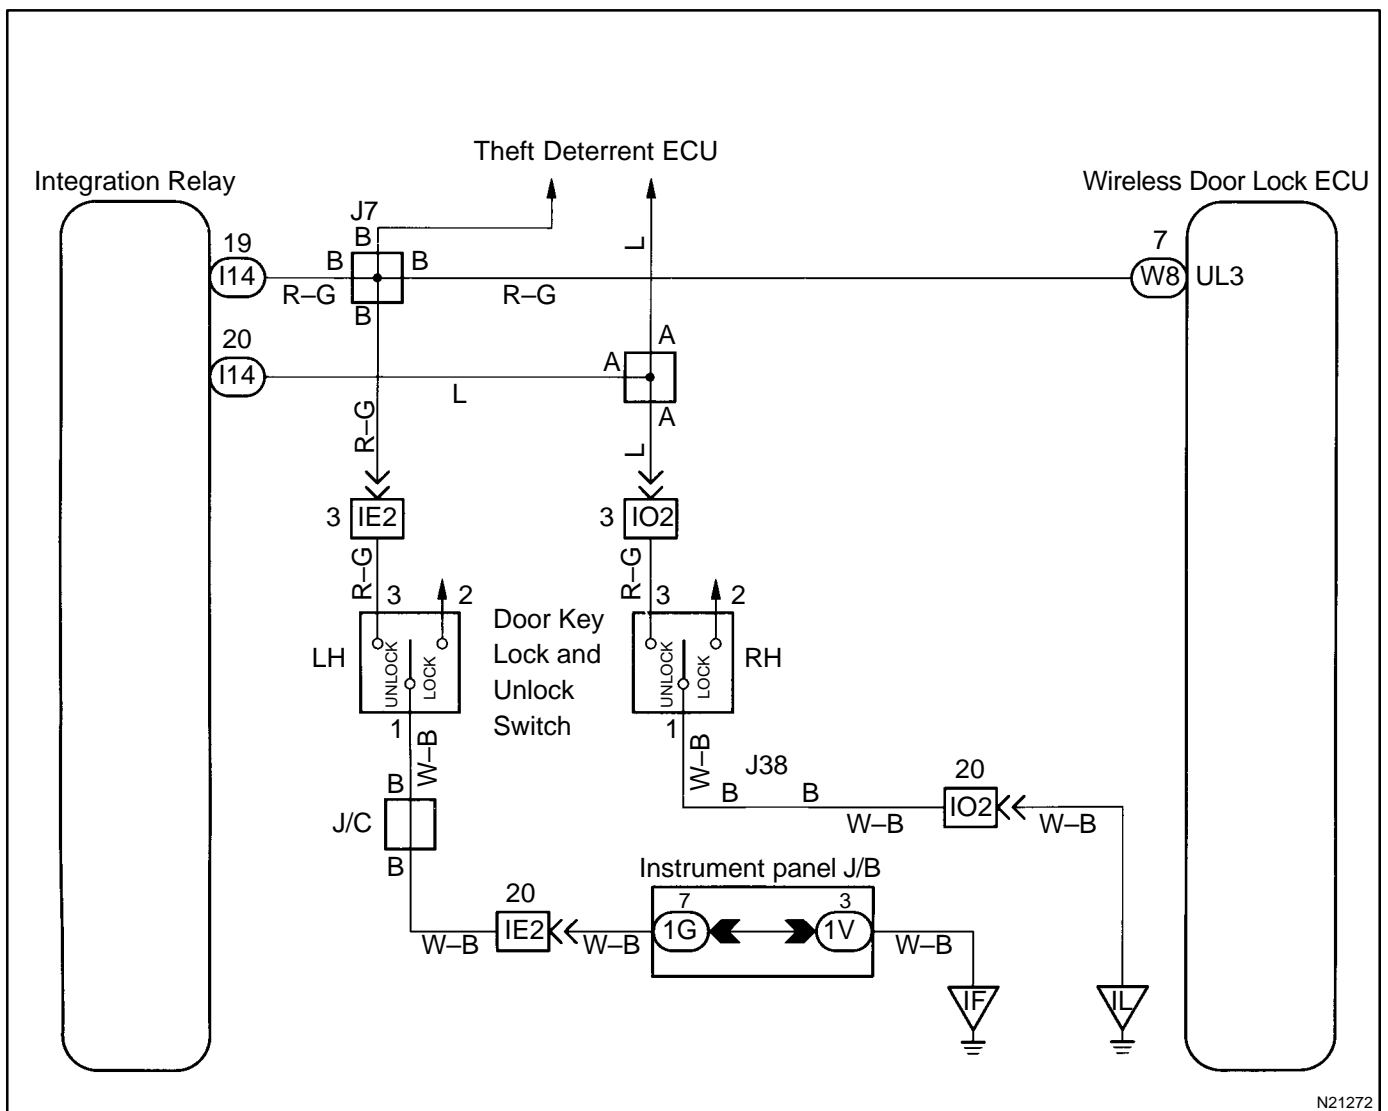 Theft Deterrent ECU
Integration Relay
Wireless Door Lock ECU
J7
B
19
7
I14
B
B
L
W8
UL3
R–G
R–G
B
20
A
I14
A
L
A
R–G
L
3
IE2
3
IO2
R–G
R–G
3
2
3
2
Door Key
Lock and
Unlock
Switch
LH
UNLOCK
LOCK
UNLOCK
LOCK
RH
1
1
W–B
W–B
J38
20
B
B
B
IO2
J/C
W–B
W–B
B
Instrument panel J/B
20
7
3
IE2
1G
1V
W–B
W–B
W–B
IF
IL
N21272